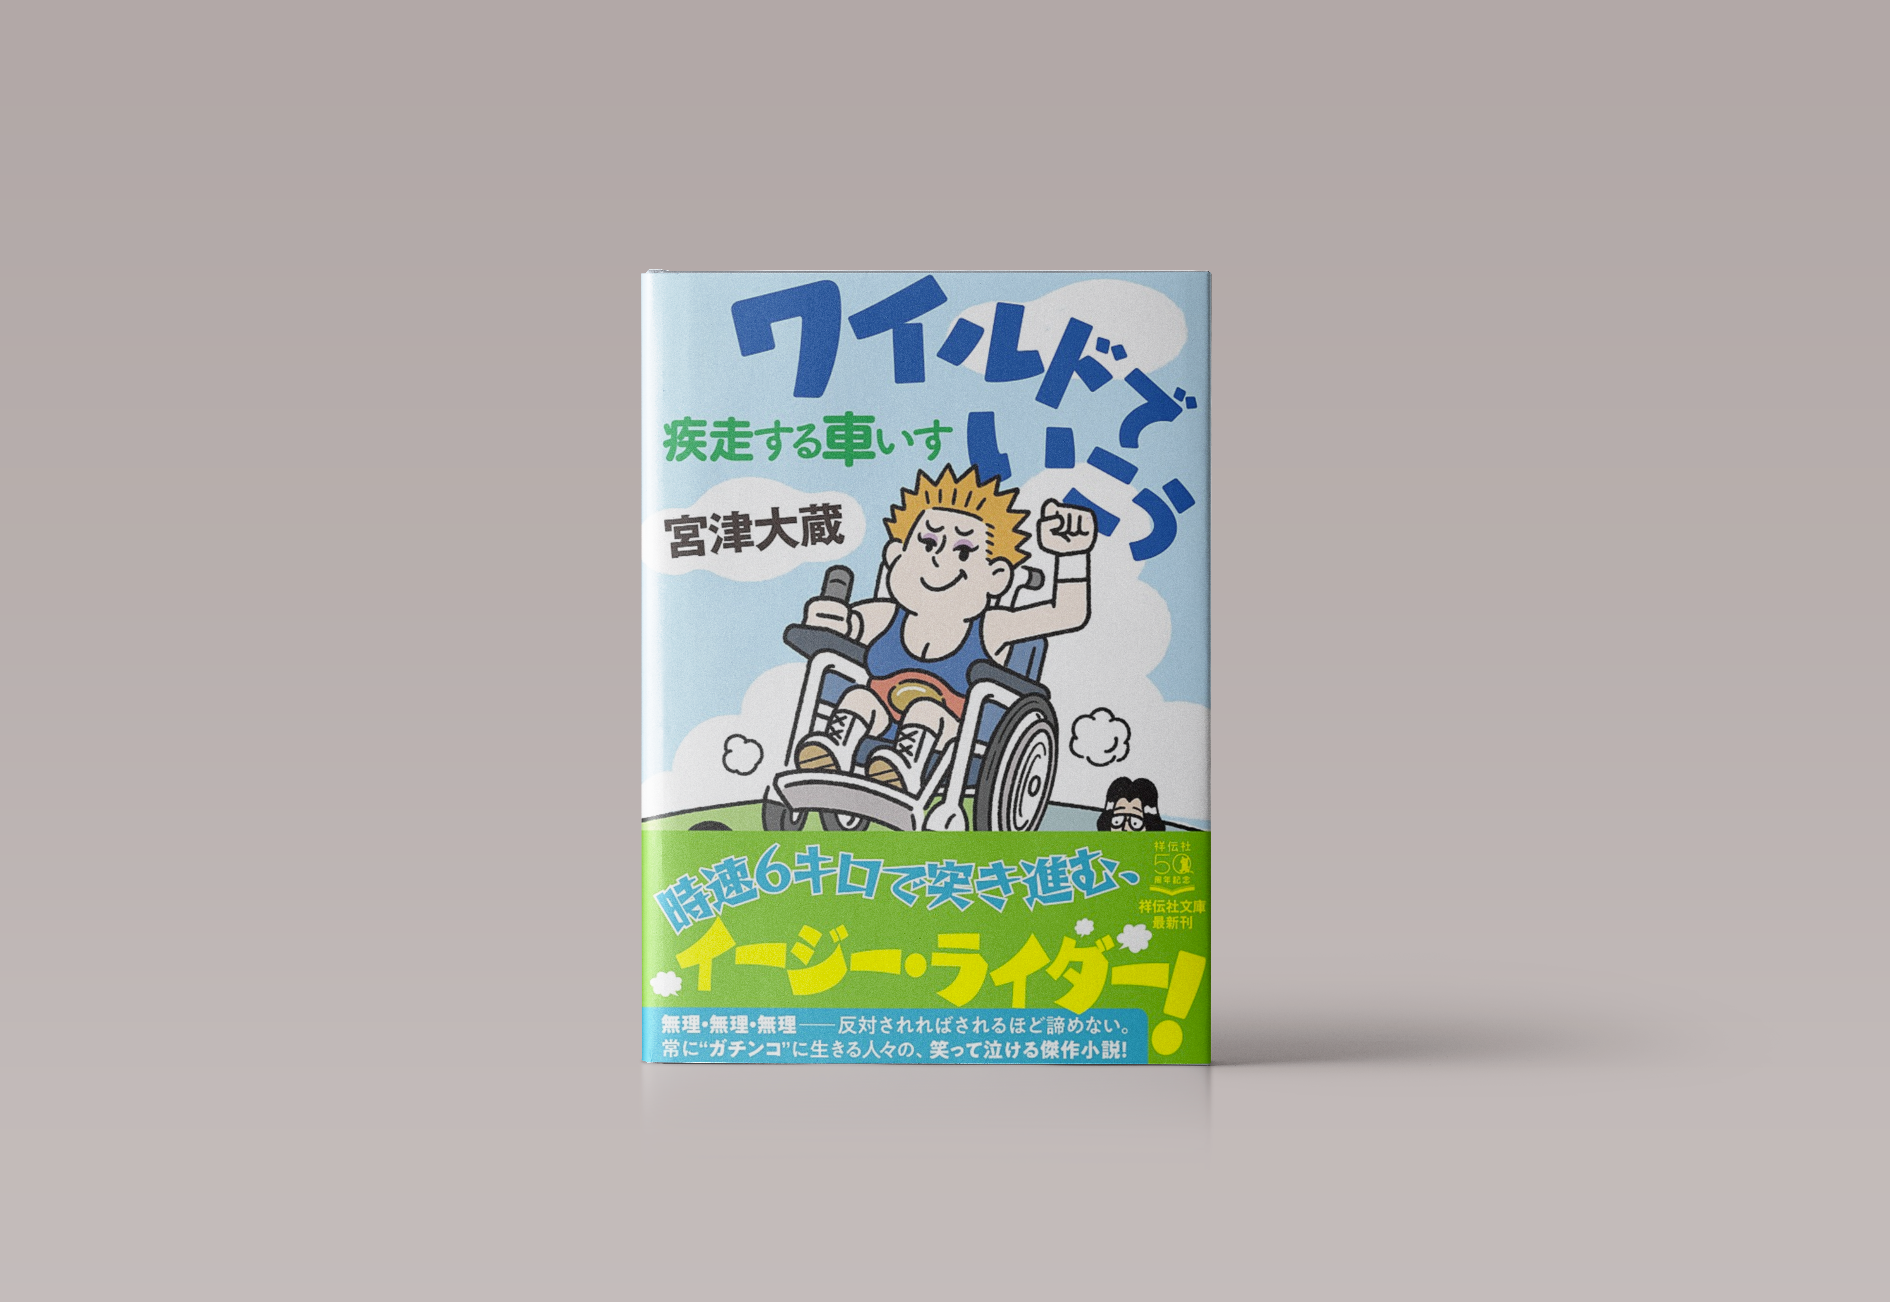 ワイルドでいこう
疾走する車いす
宮津大蔵
時速6キロで突き進む、
イージー・ライダー!
祥伝社
50
周年記念
祥伝社文庫
最新刊
無理・無理・無理――反対されればされるほど諦めない。
常に“ガチンコ”に生きる人々の、笑って泣ける傑作小説!